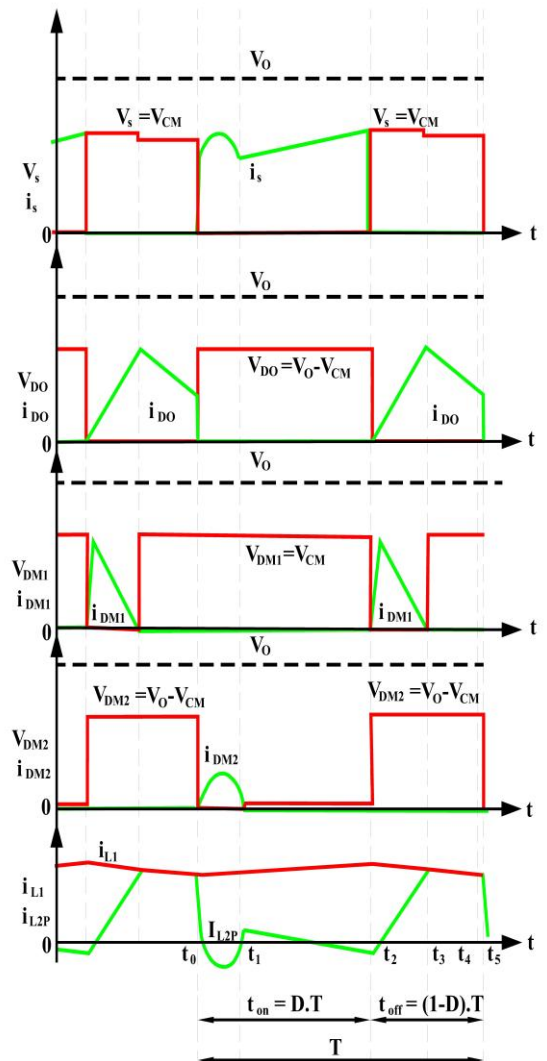 V_O
V_s=V_CM
V_s=V_CM
V_s
i_s
i_s
0
t
V_O
V_DO
i_DO
V_DO=V_O-V_CM
i_DO
i_DO
0
t
V_O
V_DM1
i_DM1
V_DM1=V_CM
i_DM1
i_DM1
0
t
V_O
V_DM2=V_O-V_CM
V_DM2=V_O-V_CM
V_DM2
i_DM2
i_DM2
0
t
i_L1
i_L1
i_L2P
I_L2P
0
t
t_0
t_1
t_2
t_3
t_4
t_5
t_on=D.T
t_off=(1-D).T
T